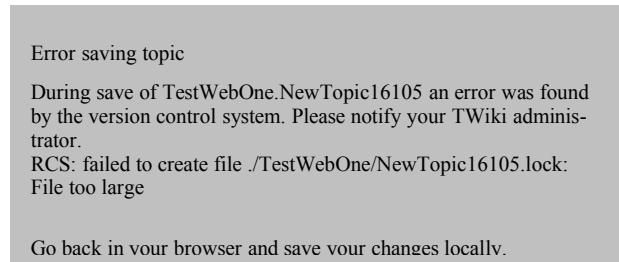 Error saving topic
During save of TestWebOne.NewTopic16105 an error was found
by the version control system. Please notify your TWiki adminis-
trator.
RCS: failed to create file ./TestWebOne/NewTopic16105.lock:
File too large
Go back in your browser and save your changes locally.